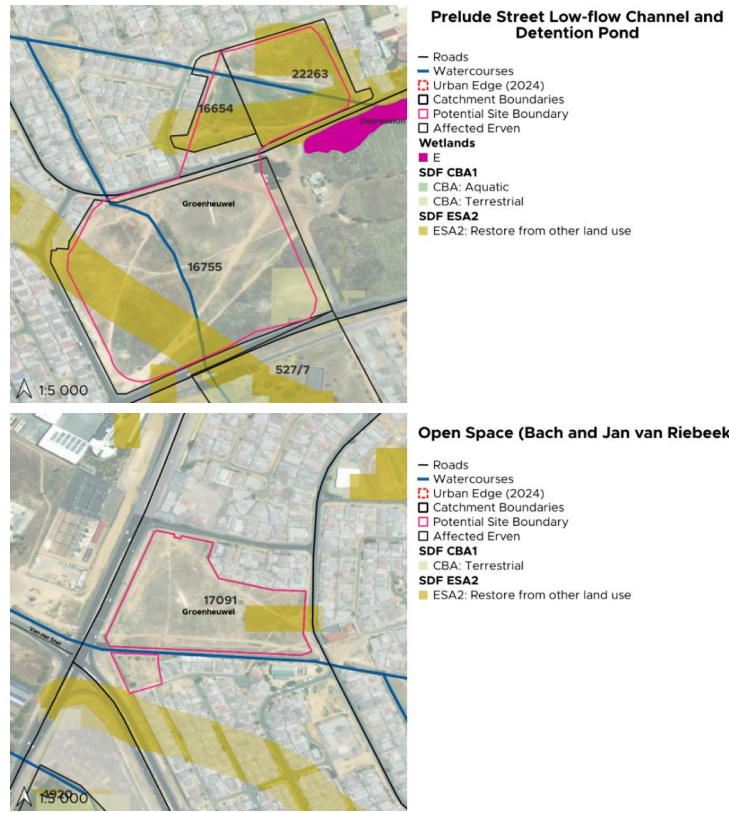 Prelude Street Low-flow Channel and
Detention Pond
Roads
Watercourses
Urban Edge (2024)
Catchment Boundaries
Potential Site Boundary
Affected Erven
Wetlands
E
SDF CBA1
CBA: Aquatic
CBA: Terrestrial
SDF ESA2
ESA2: Restore from other land use
22263
16654
Depression
Groenheuwel
16755
527/7
1:5 000
Open Space (Bach and Jan van Riebeek
Roads
Watercourses
Urban Edge (2024)
Catchment Boundaries
Potential Site Boundary
Affected Erven
SDF CBA1
CBA: Terrestrial
SDF ESA2
ESA2: Restore from other land use
17091
Groenheuwel
Van der Stel
4920
1:5 000